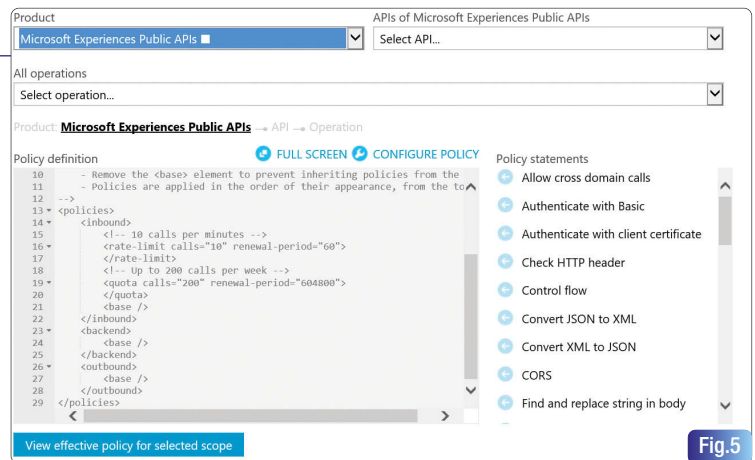 Product
APIs of Microsoft Experiences Public APIs
Microsoft Experiences Public APIs
Select API...
All operations
Select operation...
Product: Microsoft Experiences Public APIs → API → Operation
Policy definition
FULL SCREEN
CONFIGURE POLICY
10 - Remove the <base> element to prevent inheriting policies from the
11 - Policies are applied in the order of their appearance, from the to
12 -->
13 <policies>
14 <inbound>
15 <!-- 10 calls per minutes -->
16 <rate-limit calls="10" renewal-period="60">
17 </rate-limit>
18 <!-- Up to 200 calls per week -->
19 <quota calls="200" renewal-period="604800">
20 </quota>
21 <base />
22 </inbound>
23 <backend>
24 <base />
25 </backend>
26 <outbound>
27 <base />
28 </outbound>
29 </policies>
Policy statements
Allow cross domain calls
Authenticate with Basic
Authenticate with client certificate
Check HTTP header
Control flow
Convert JSON to XML
Convert XML to JSON
CORS
Find and replace string in body
View effective policy for selected scope
Fig.5